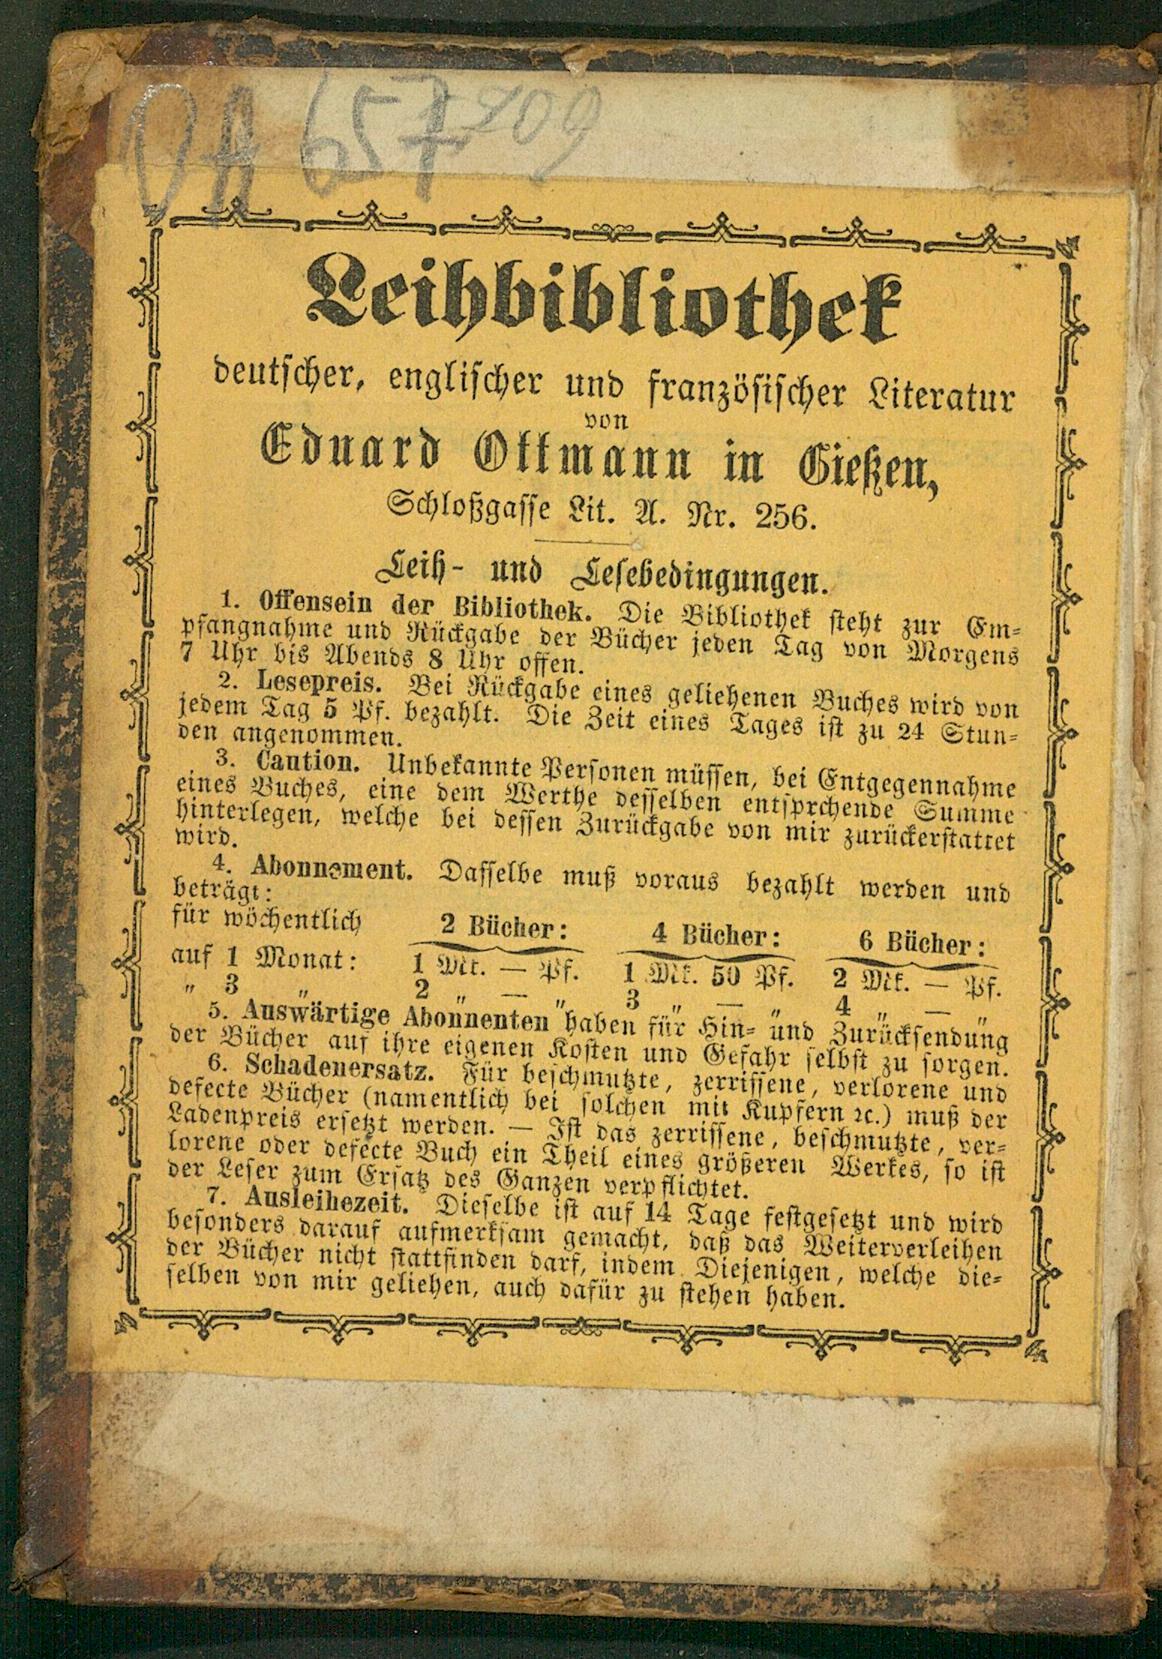 DA 657 209
Leihbibliothek
deutscher, englischer und französischer Literatur
von
Eduard Ottmann in Gießen,
Schloßgasse Lit. A. Nr. 256.
Leih- und Lesebedingungen.
1. Offensein der Bibliothek. Die Bibliothek steht zur Em-
pfangnahme und Rückgabe der Bücher jeden Tag von Morgens
7 Uhr bis Abends 8 Uhr offen.
2. Lesepreis. Bei Rückgabe eines geliehenen Buches wird von
jedem Tag 5 Pf. bezahlt. Die Zeit eines Tages ist zu 24 Stun-
den angenommen.
3. Caution. Unbekannte Personen müssen, bei Entgegennahme
eines Buches, eine dem Werthe desselben entsprchende Summe
hinterlegen, welche bei dessen Zurückgabe von mir zurückerstattet
wird.
4. Abonnement. Dasselbe muß voraus bezahlt werden und
beträgt:
für wöchentlich 2 Bücher: 4 Bücher: 6 Bücher:
auf 1 Monat: 1 Mk. — Pf. 1 Mk. 50 Pf. 2 Mk. — Pf.
" 3 " 2 " — " 3 " — " 4 " — "
5. Auswärtige Abonnenten haben für Hin- und Zurücksendung
der Bücher auf ihre eigenen Kosten und Gefahr selbst zu sorgen.
6. Schadenersatz. Für beschmutzte, zerrissene, verlorene und
defecte Bücher (namentlich bei solchen mit Kupfern ꝛc.) muß der
Ladenpreis ersetzt werden. — Ist das zerrissene, beschmutzte, ver-
lorene oder defecte Buch ein Theil eines größeren Werkes, so ist
der Leser zum Ersatz des Ganzen verpflichtet.
7. Ausleihezeit. Dieselbe ist auf 14 Tage festgesetzt und wird
besonders darauf aufmerksam gemacht, daß das Weiterverleihen
der Bücher nicht stattfinden darf, indem Diejenigen, welche die-
selben von mir geliehen, auch dafür zu stehen haben.